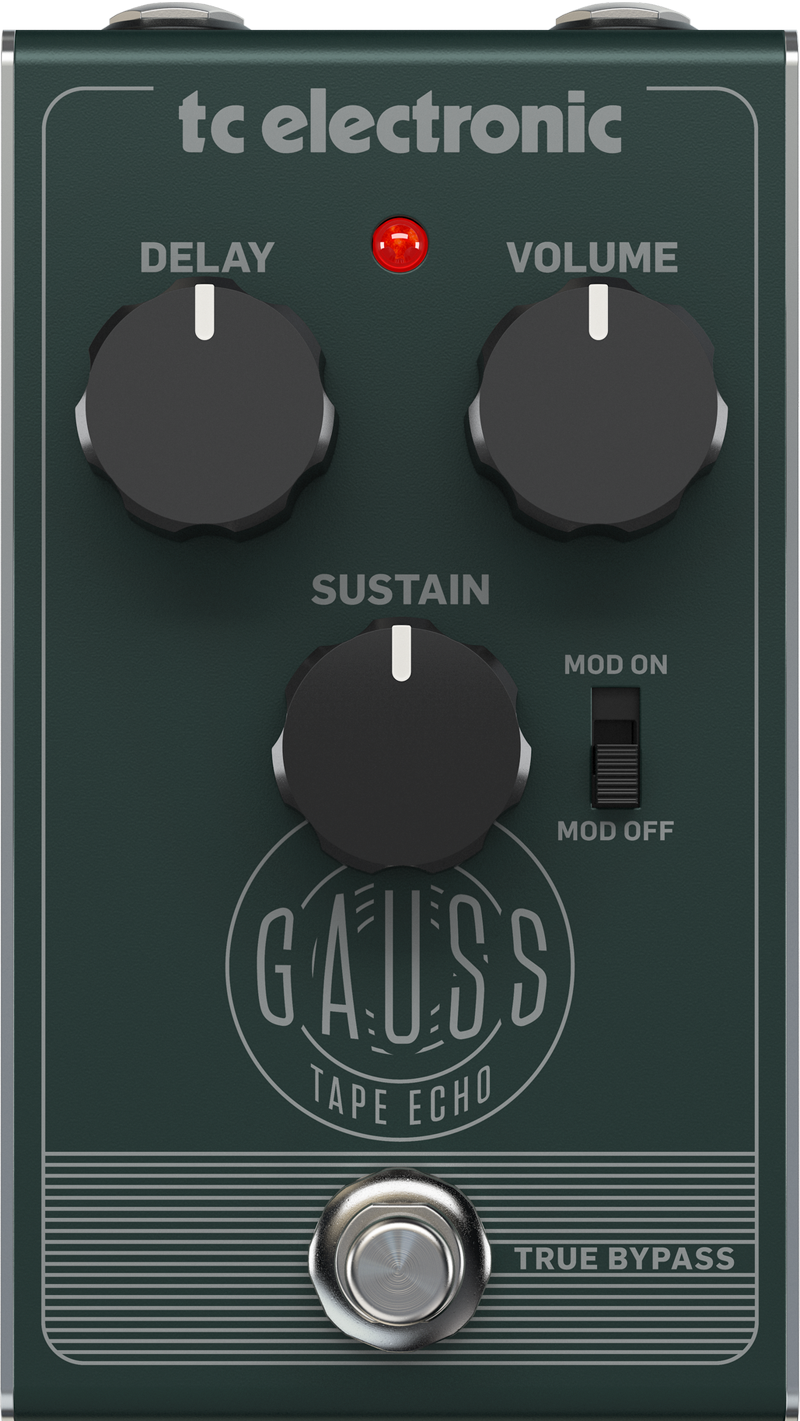 tc electronic
DELAY
VOLUME
SUSTAIN
MOD ON
MOD OFF
GAUSS
TAPE ECHO
TRUE BYPASS